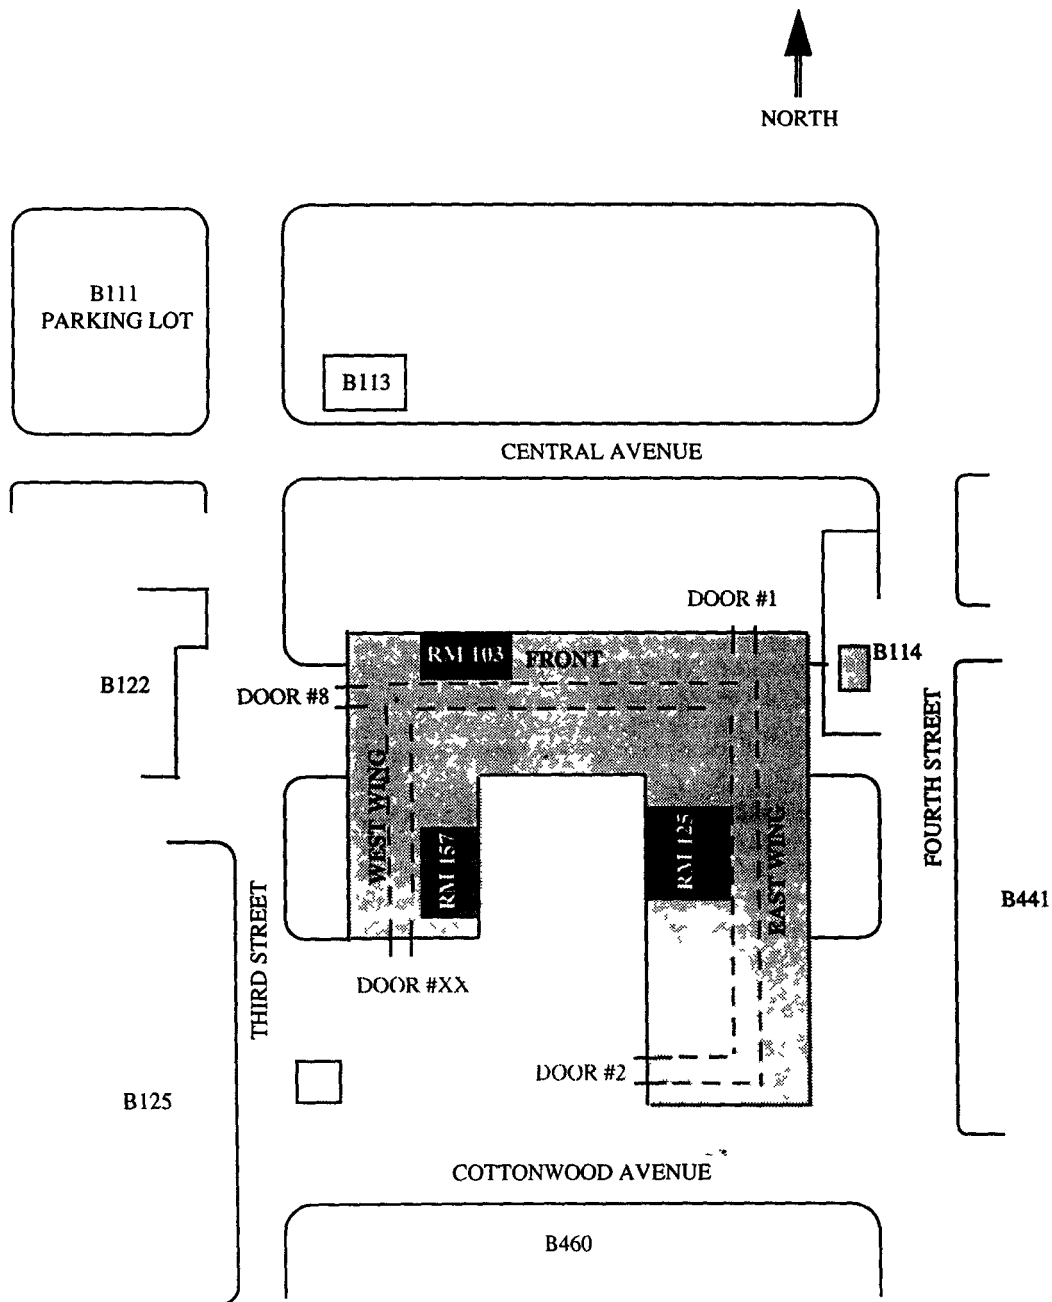 NORTH
B111
PARKING LOT
B113
CENTRAL AVENUE
DOOR #1
RM 103
FRONT
B114
B122
DOOR #8
WEST WING
RM 157
RM 125
EAST WING
FOURTH STREET
B441
THIRD STREET
DOOR #XX
DOOR #2
B125
COTTONWOOD AVENUE
B460